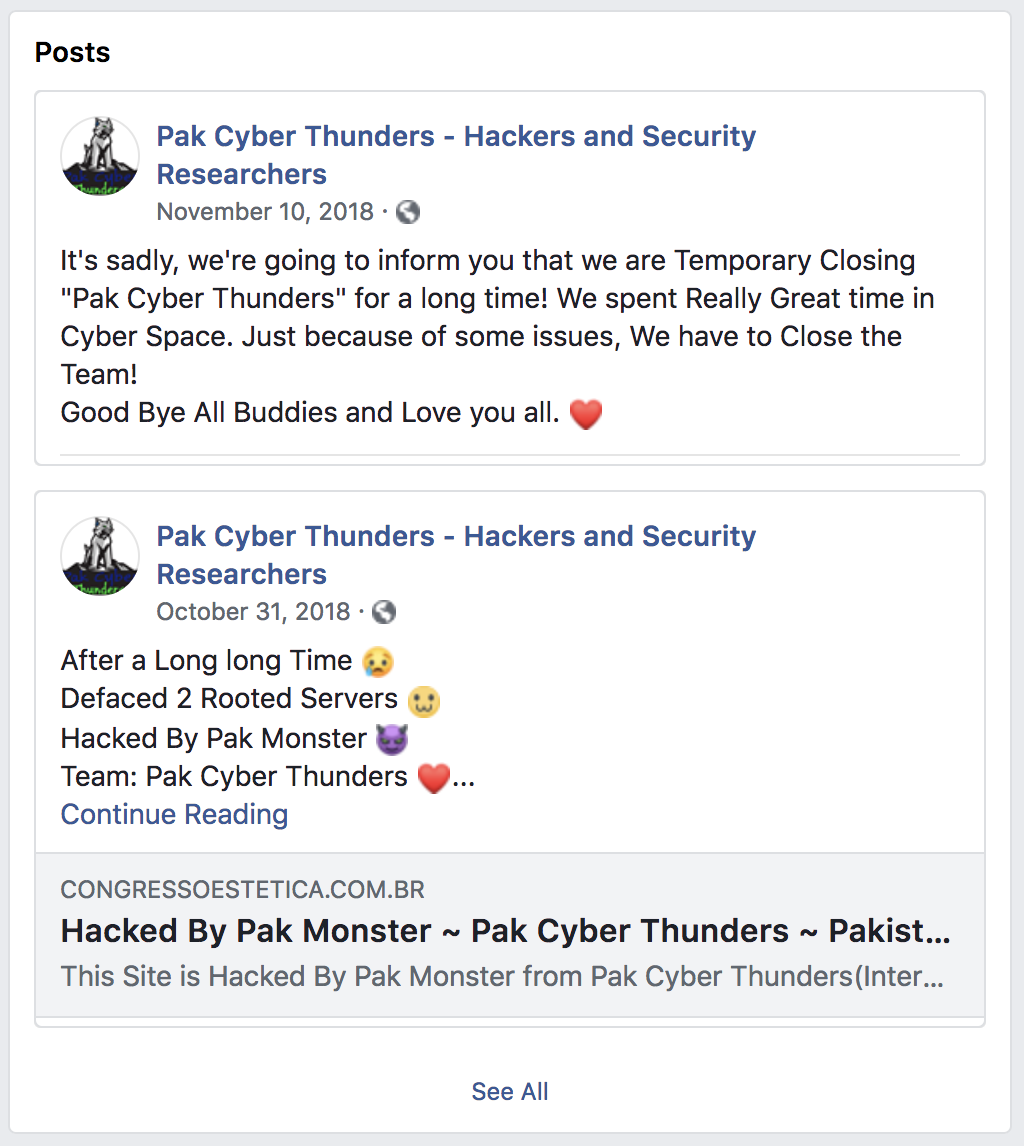 Posts
Pak Cyber Thunders - Hackers and Security
Researchers
November 10, 2018 ·
It's sadly, we're going to inform you that we are Temporary Closing
"Pak Cyber Thunders" for a long time! We spent Really Great time in
Cyber Space. Just because of some issues, We have to Close the
Team!
Good Bye All Buddies and Love you all. ❤️
Pak Cyber Thunders - Hackers and Security
Researchers
October 31, 2018 ·
After a Long long Time 😥
Defaced 2 Rooted Servers
Hacked By Pak Monster 😈
Team: Pak Cyber Thunders ❤️...
Continue Reading
CONGRESSOESTETICA.COM.BR
Hacked By Pak Monster ~ Pak Cyber Thunders ~ Pakist...
This Site is Hacked By Pak Monster from Pak Cyber Thunders(Inter...
See All